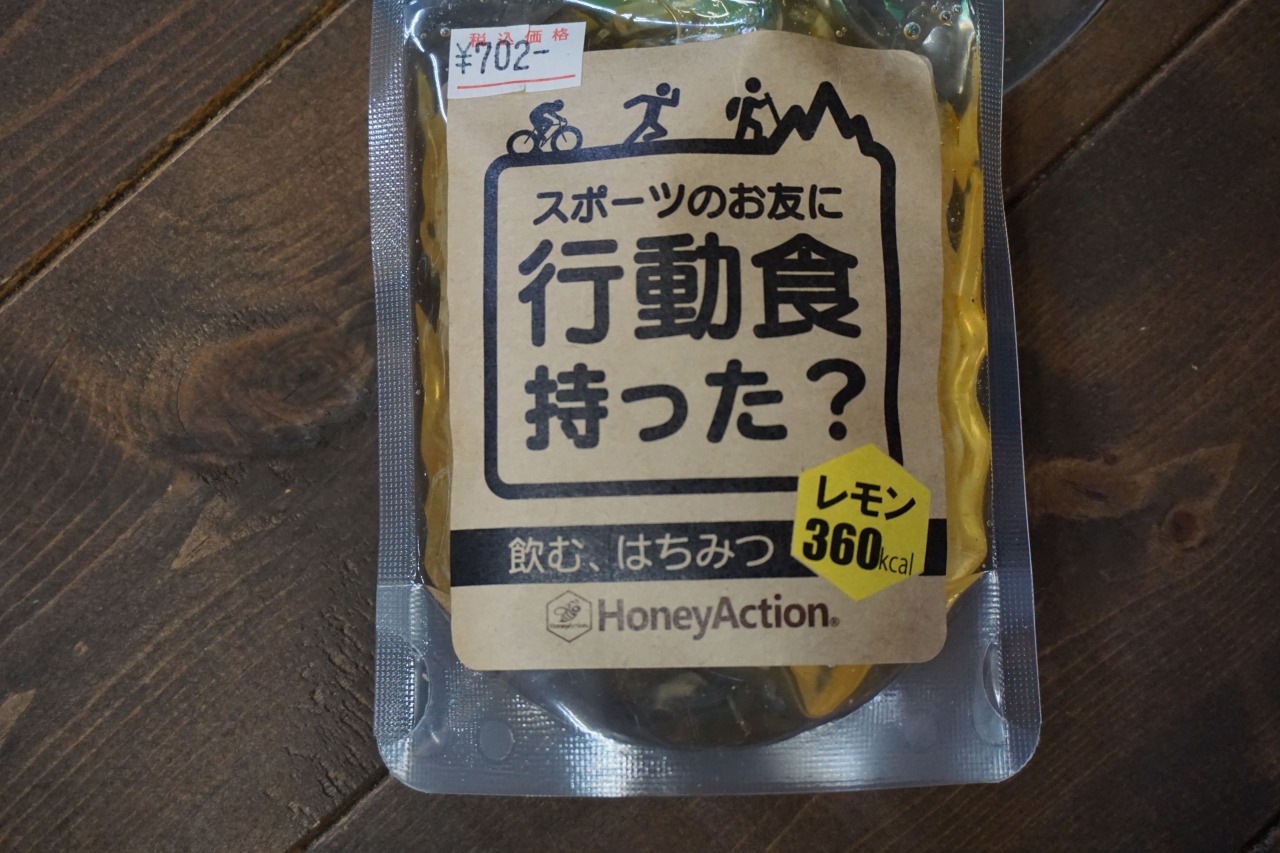 税込価格
¥702-
スポーツのお友に
行動食
持った？
レモン
360kcal
飲む、はちみつ
HoneyAction®